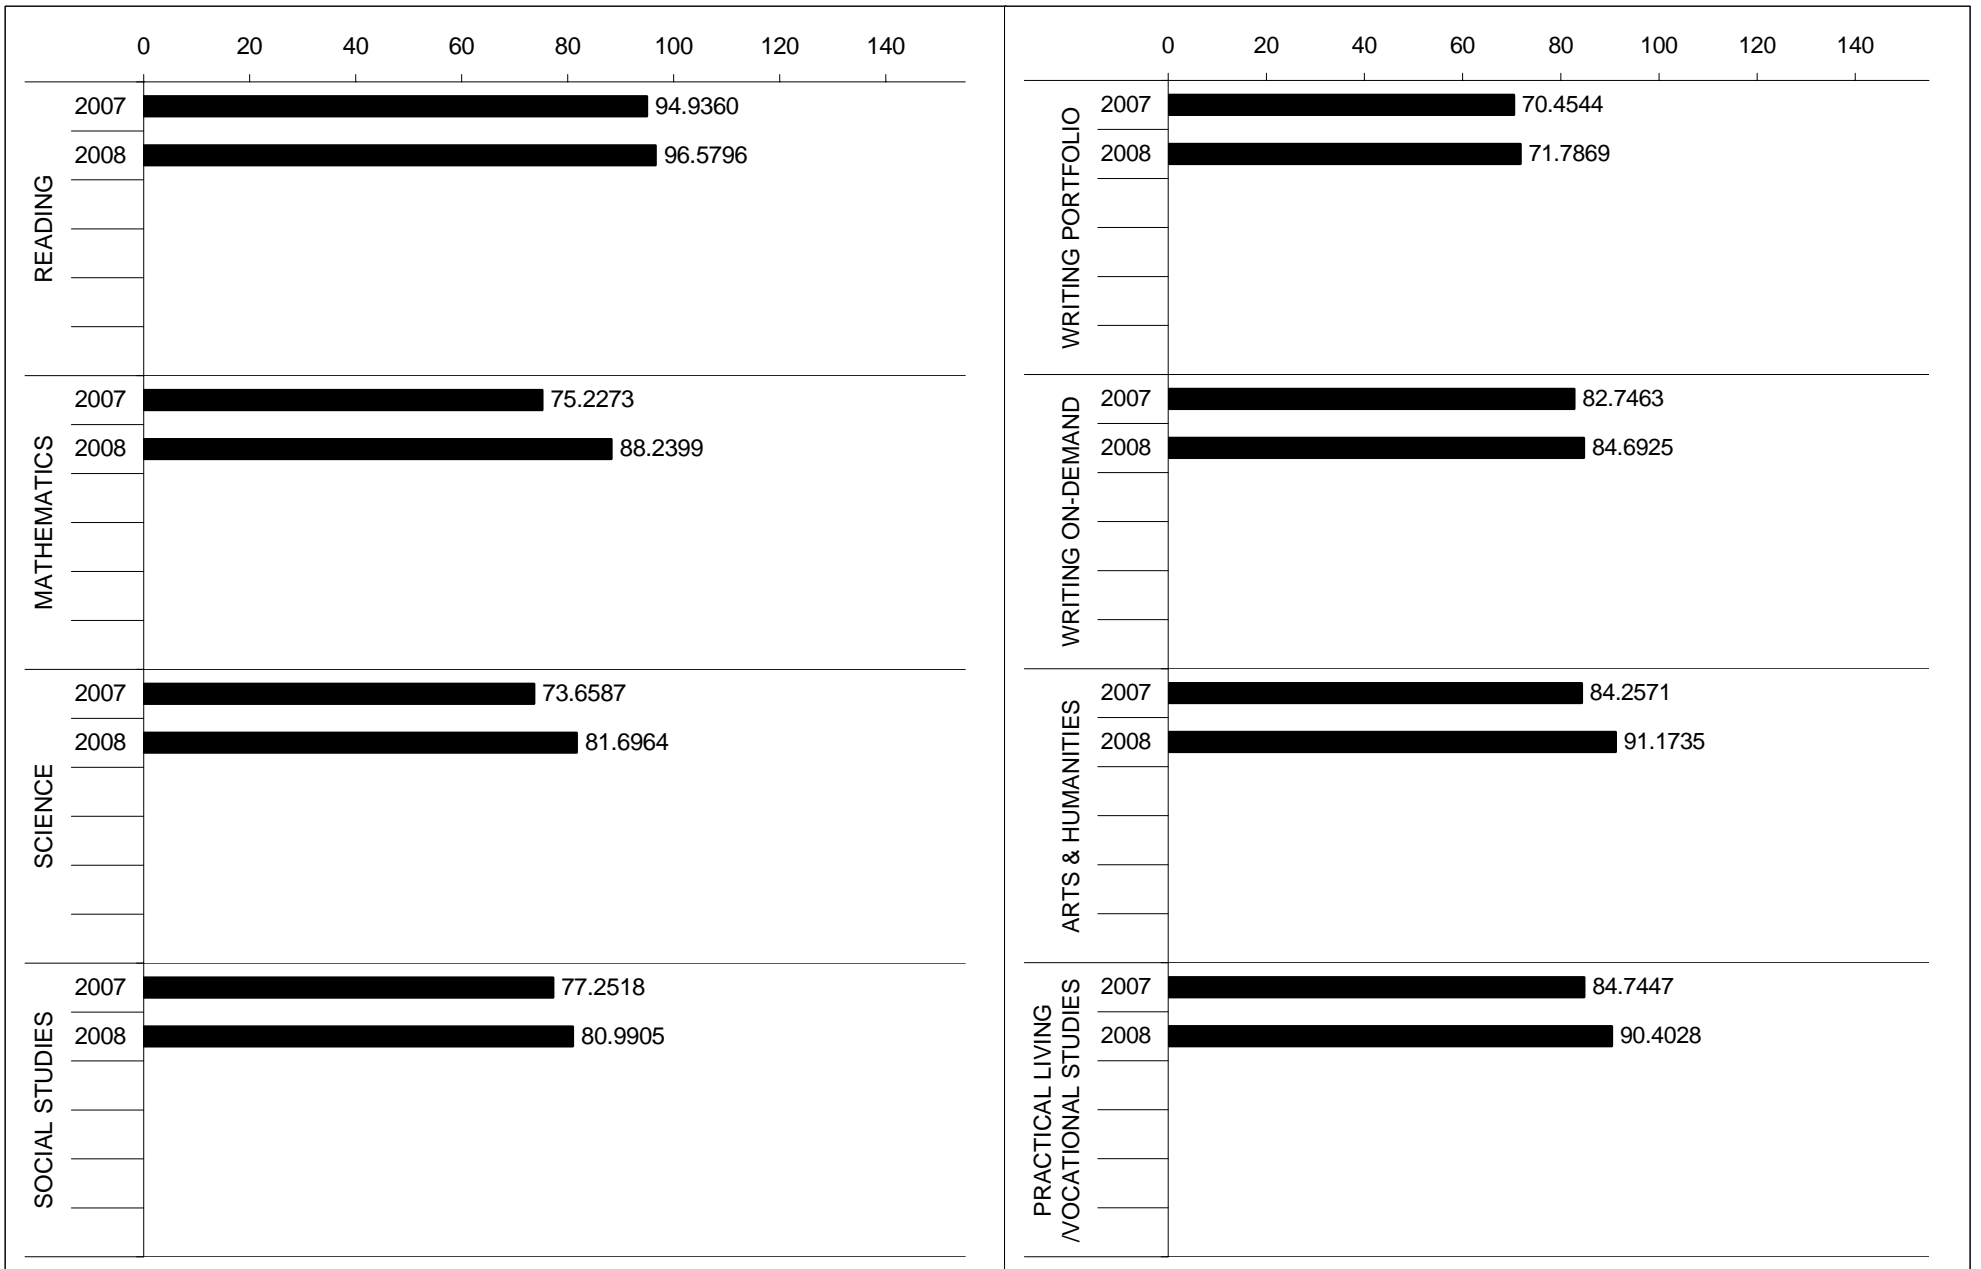 0 20 40 60 80 100 120 140
READING
2007 94.9360
2008 96.5796
MATHEMATICS
2007 75.2273
2008 88.2399
SCIENCE
2007 73.6587
2008 81.6964
SOCIAL STUDIES
2007 77.2518
2008 80.9905
0 20 40 60 80 100 120 140
WRITING PORTFOLIO
2007 70.4544
2008 71.7869
WRITING ON-DEMAND
2007 82.7463
2008 84.6925
ARTS & HUMANITIES
2007 84.2571
2008 91.1735
PRACTICAL LIVING
/VOCATIONAL STUDIES
2007 84.7447
2008 90.4028